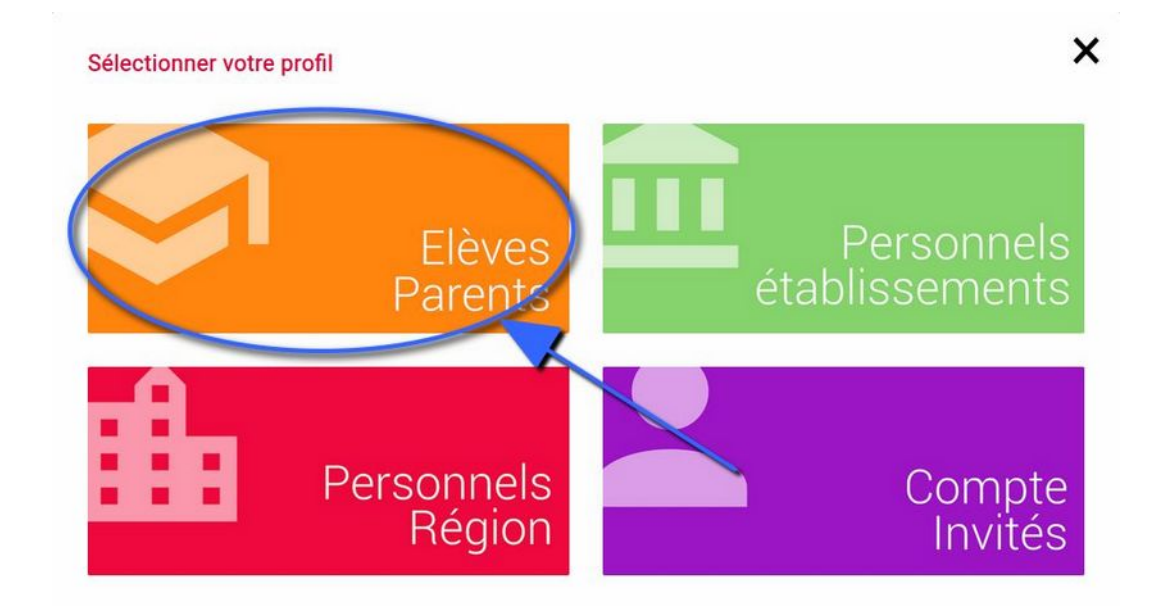 Sélectionner votre profil
Elèves
Parents
Personnels
établissements
Personnels
Région
Compte
Invités